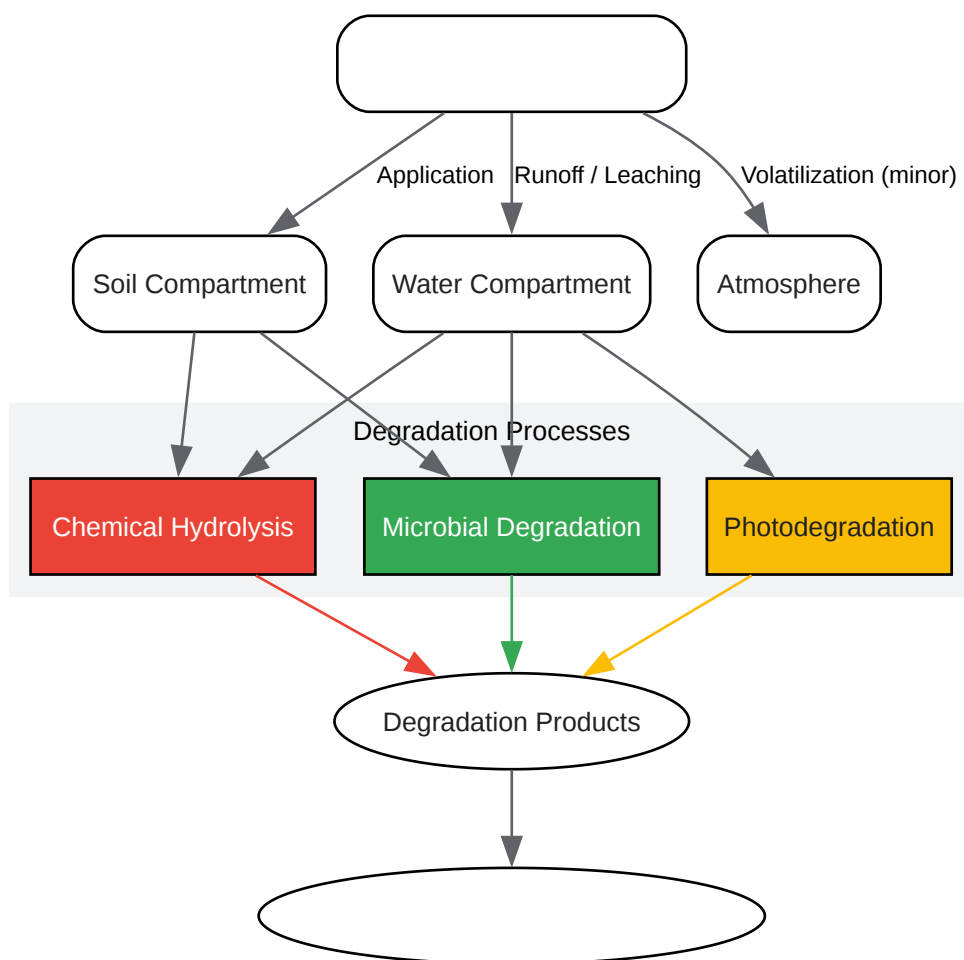 Application
Runoff / Leaching
Volatilization (minor)
Soil Compartment
Water Compartment
Atmosphere
Degradation Processes
Chemical Hydrolysis
Microbial Degradation
Photodegradation
Degradation Products